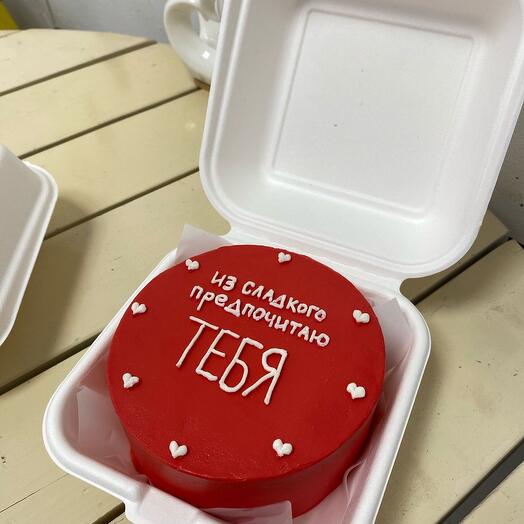 из сладкого
предпочитаю
ТЕБЯ